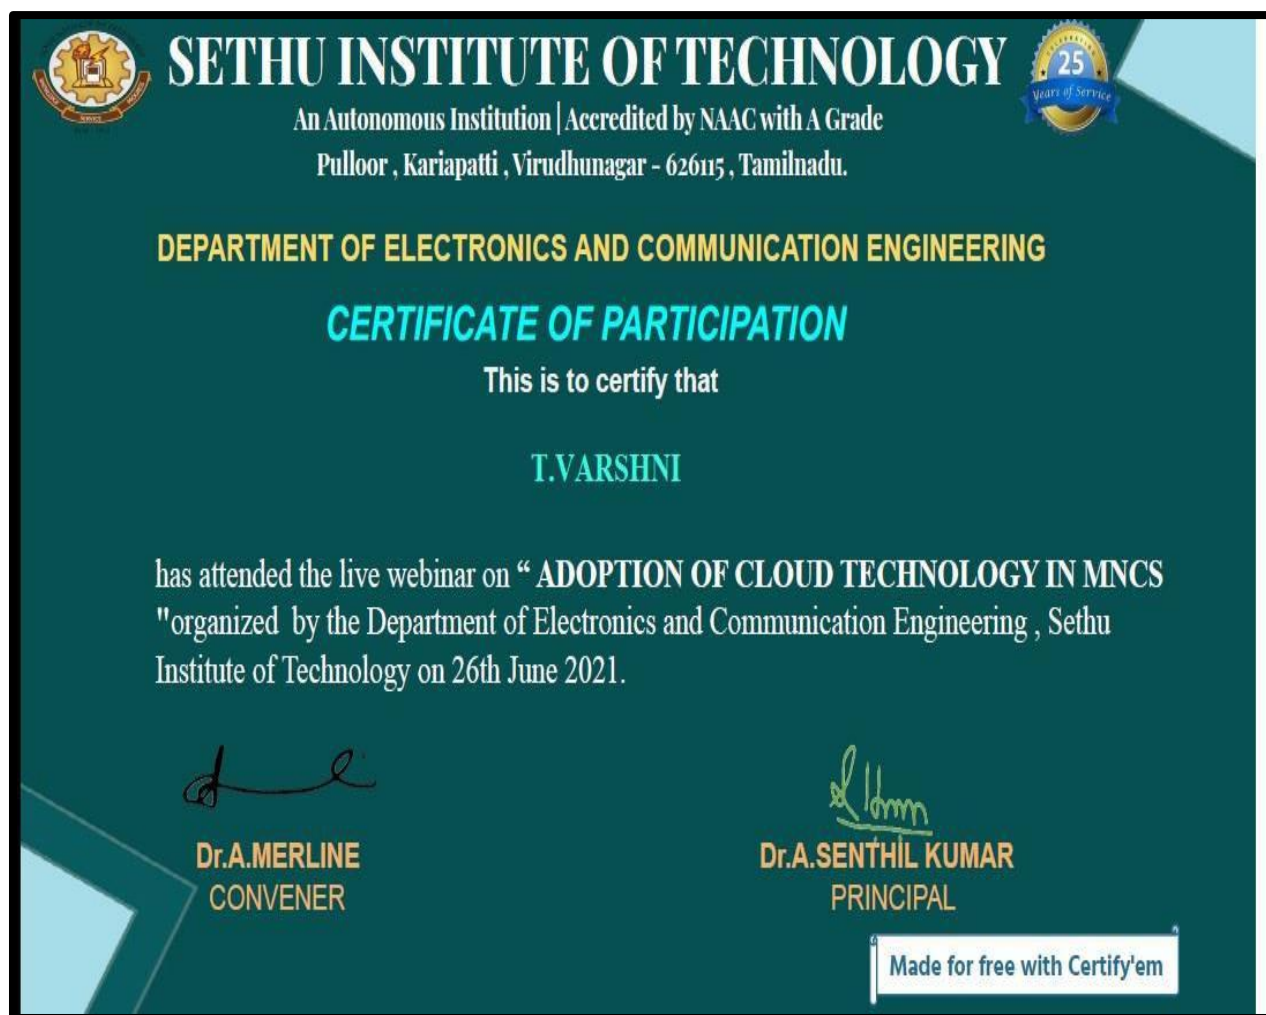 SETHU INSTITUTE OF TECHNOLOGY
CELEBRATING
25
Years of Service
An Autonomous Institution | Accredited by NAAC with A Grade
Pulloor , Kariapatti , Virudhunagar - 626115 , Tamilnadu.
DEPARTMENT OF ELECTRONICS AND COMMUNICATION ENGINEERING
CERTIFICATE OF PARTICIPATION
This is to certify that
T.VARSHNI
has attended the live webinar on “ ADOPTION OF CLOUD TECHNOLOGY IN MNCS
"organized by the Department of Electronics and Communication Engineering , Sethu
Institute of Technology on 26th June 2021.
Dr.A.MERLINE
CONVENER
Dr.A.SENTHIL KUMAR
PRINCIPAL
Made for free with Certify'em